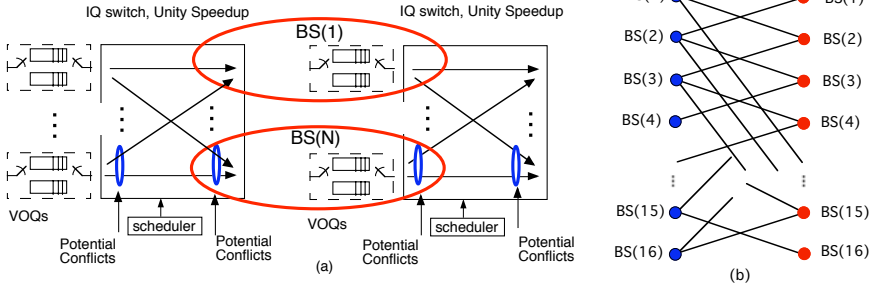 IQ switch, Unity Speedup
IQ switch, Unity Speedup
BS(1)
BS(N)
VOQs
VOQs
scheduler
scheduler
Potential
Conflicts
Potential
Conflicts
Potential
Conflicts
Potential
Conflicts
(a)
BS(2)
BS(2)
BS(3)
BS(3)
BS(4)
BS(4)
BS(15)
BS(15)
BS(16)
BS(16)
(b)